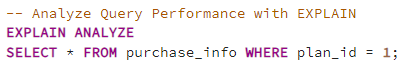 -- Analyze Query Performance with EXPLAIN
EXPLAIN ANALYZE
SELECT * FROM purchase_info WHERE plan_id = 1;